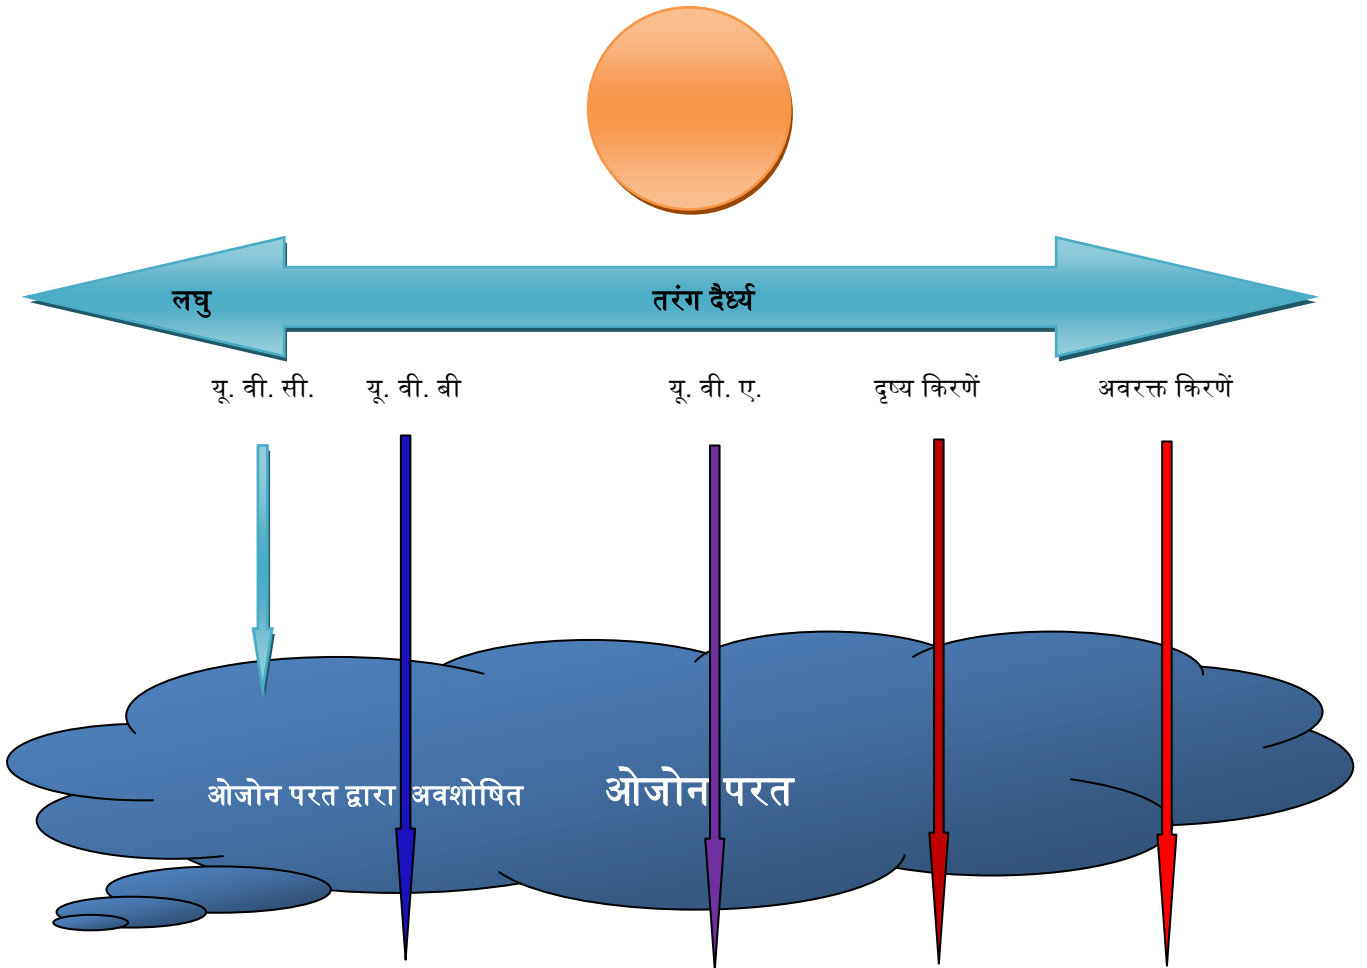 लघु तरंग दैर्ध्य
यू. वी. सी. यू. वी. बी यू. वी. ए. दृष्य किरणें अवरक्त किरणें
ओजोन परत द्वारा अवशोषित ओजोन परत